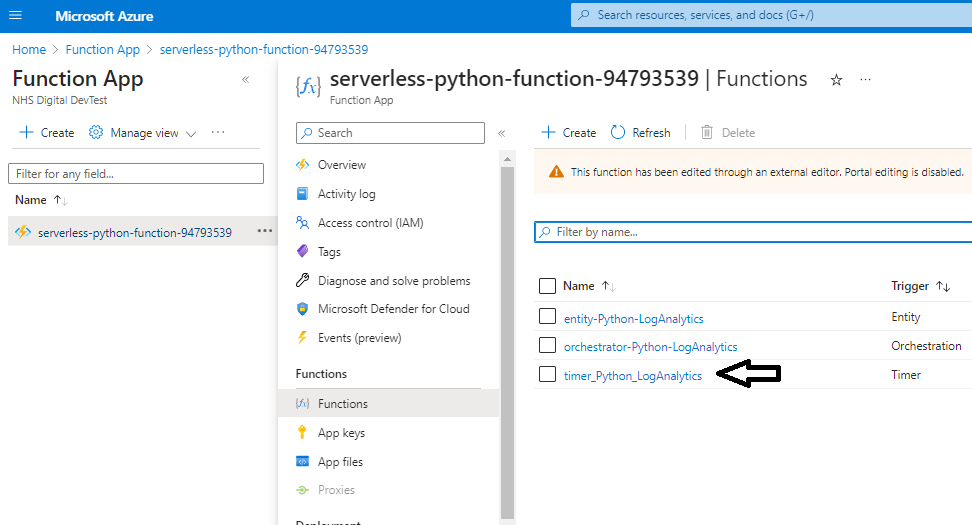 Microsoft Azure
Search resources, services, and docs (G+/)
Home > Function App > serverless-python-function-94793539
Function App
NHS Digital DevTest
Create
Manage view
Filter for any field...
Name
serverless-python-function-94793539
serverless-python-function-94793539 | Functions
Function App
Search
Overview
Activity log
Access control (IAM)
Tags
Diagnose and solve problems
Microsoft Defender for Cloud
Events (preview)
Functions
Functions
App keys
App files
Proxies
Deployment
Create
Refresh
Delete
This function has been edited through an external editor. Portal editing is disabled.
Filter by name...
Name Trigger
entity-Python-LogAnalytics Entity
orchestrator-Python-LogAnalytics Orchestration
timer_Python_LogAnalytics Timer